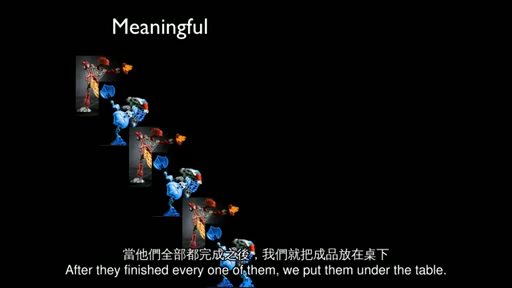 Meaningful
當他們全部都完成之後，我們就把成品放在桌下
After they finished every one of them, we put them under the table.